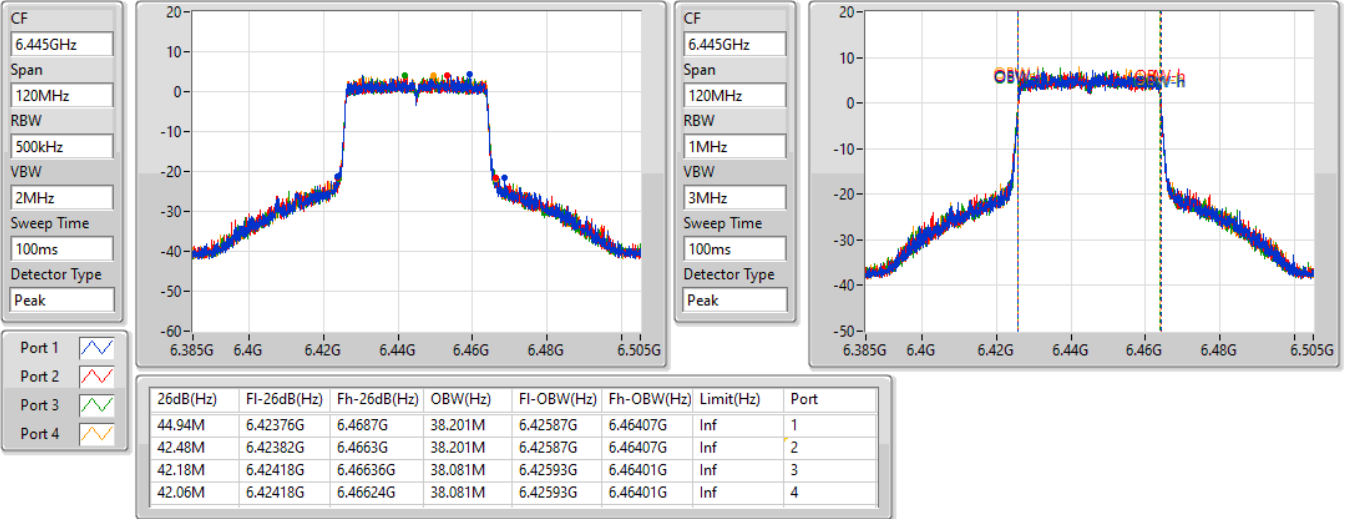 CF
6.445GHz
Span
120MHz
RBW
500kHz
VBW
2MHz
Sweep Time
100ms
Detector Type
Peak
20
10
0
-10
-20
-30
-40
-50
-60
6.385G 6.4G 6.42G 6.44G 6.46G 6.48G 6.505G
CF
6.445GHz
Span
120MHz
RBW
1MHz
VBW
3MHz
Sweep Time
100ms
Detector Type
Peak
20
10
0
-10
-20
-30
-40
-50
OBW-h
6.385G 6.4G 6.42G 6.44G 6.46G 6.48G 6.505G
Port 1
Port 2
Port 3
Port 4
26dB(Hz) Fl-26dB(Hz) Fh-26dB(Hz) OBW(Hz) Fl-OBW(Hz) Fh-OBW(Hz) Limit(Hz) Port
44.94M 6.42376G 6.4687G 38.201M 6.42587G 6.46407G Inf 1
42.48M 6.42382G 6.4663G 38.201M 6.42587G 6.46407G Inf 2
42.18M 6.42418G 6.46636G 38.081M 6.42593G 6.46401G Inf 3
42.06M 6.42418G 6.46624G 38.081M 6.42593G 6.46401G Inf 4